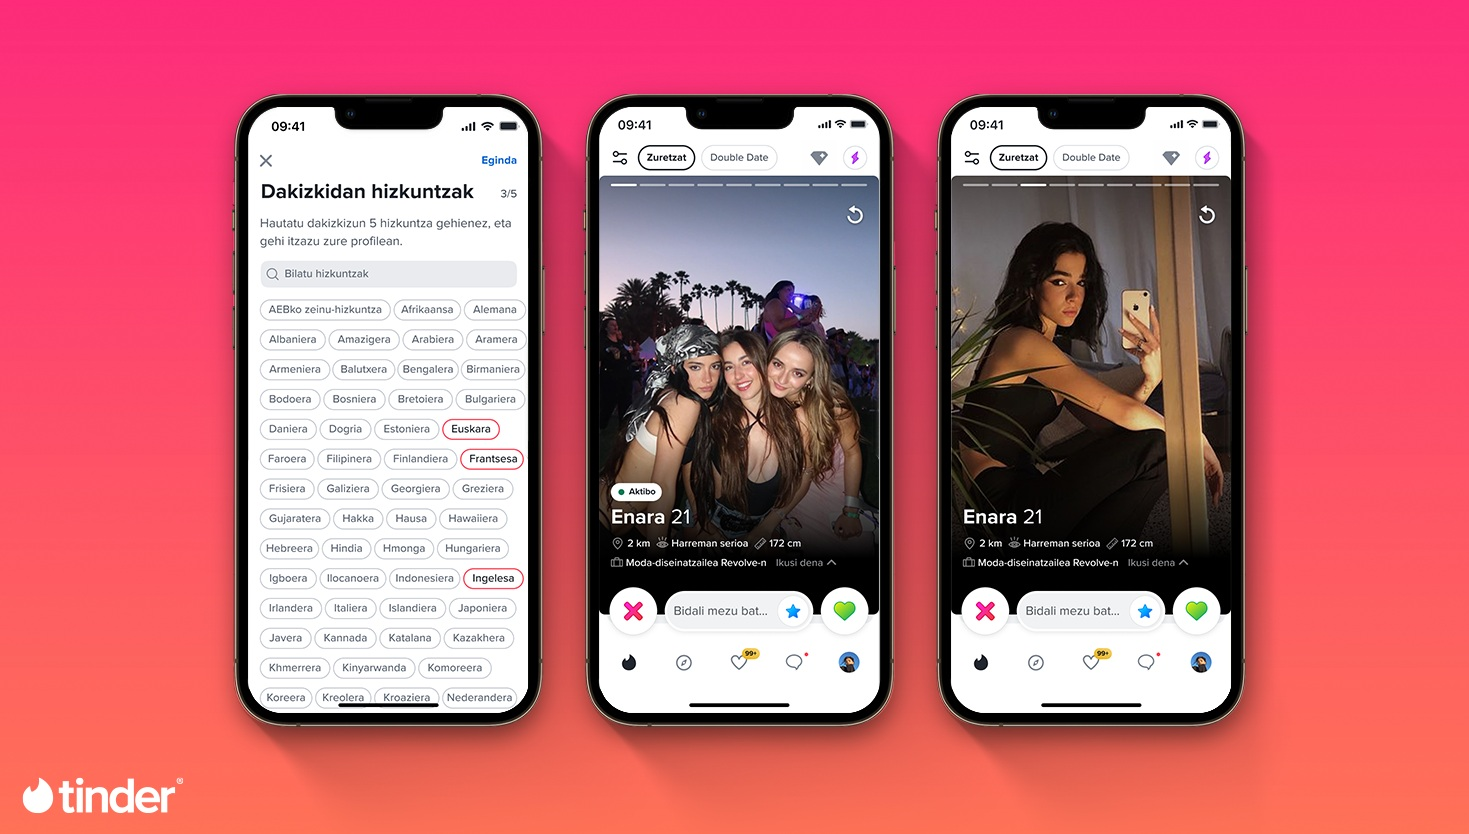 09:41
Eginda
Dakizkidan hizkuntzak 3/5
Hautatu dakizkizun 5 hizkuntza gehienez, eta
gehi itzazu zure profilean.
Bilatu hizkuntzak
AEBko zeinu-hizkuntza Afrikaansa Alemana
Albaniera Amazigera Arabiera Aramera
Armeniera Balutxera Bengalera Birmaniera
Bodoera Bosniera Bretoiera Bulgariera
Daniera Dogria Estoniera Euskara
Faroera Filipinera Finlandiera Frantsesa
Frisiera Galiziera Georgiera Greziera
Gujaratera Hakka Hausa Hawaiiera
Hebreera Hindia Hmonga Hungariera
Igboera Ilocanoera Indonesiera Ingelesa
Irlandera Italiera Islandiera Japoniera
Javera Kannada Katalana Kazakhera
Khmerrera Kinyarwanda Komoreera
Koreera Kreolera Kroaziera Nederandera
09:41
Zuretzat Double Date
Aktibo
Enara 21
2 km Harreman serioa 172 cm
Moda-diseinatzailea Revolve-n Ikusi dena
Bidali mezu bat...
99+
09:41
Zuretzat Double Date
Enara 21
2 km Harreman serioa 172 cm
Moda-diseinatzailea Revolve-n Ikusi dena
Bidali mezu bat...
99+
tinder®